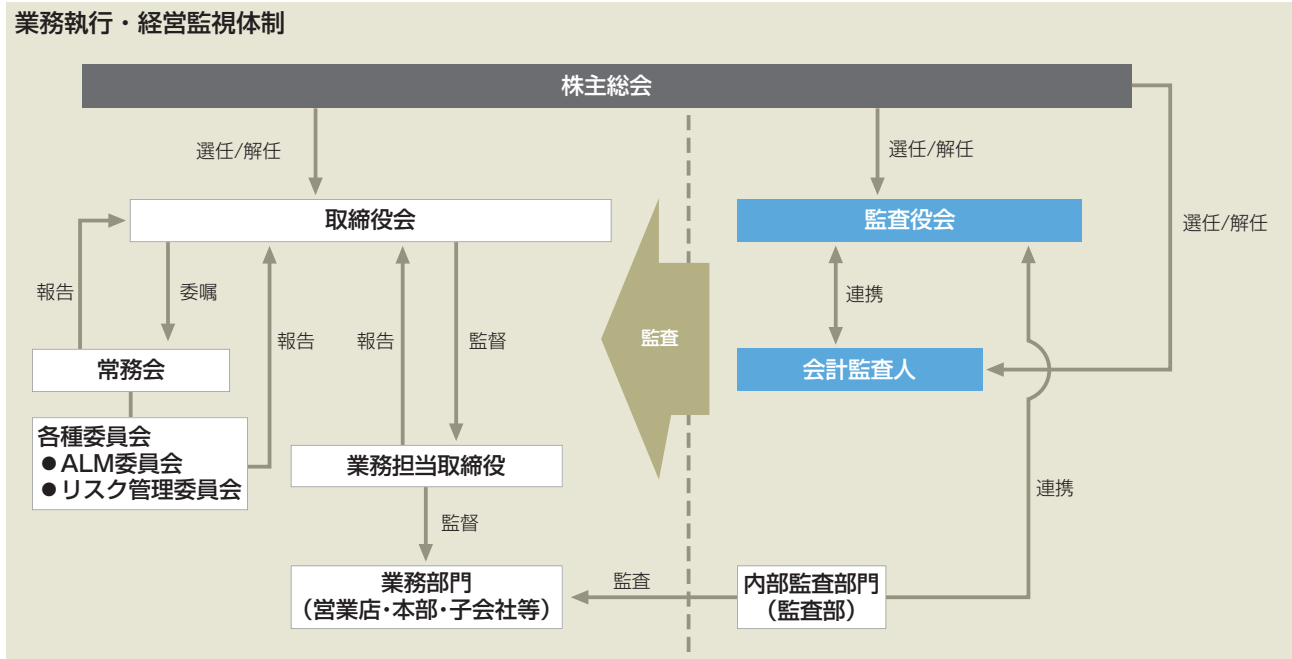 業務執行・経営監視体制
株主総会
選任/解任
選任/解任
選任/解任
取締役会
監査役会
報告
委嘱
報告
報告
監督
監査
連携
常務会
会計監査人
各種委員会
●ALM委員会
●リスク管理委員会
業務担当取締役
連携
監督
業務部門
（営業店・本部・子会社等）
監査
内部監査部門
（監査部）